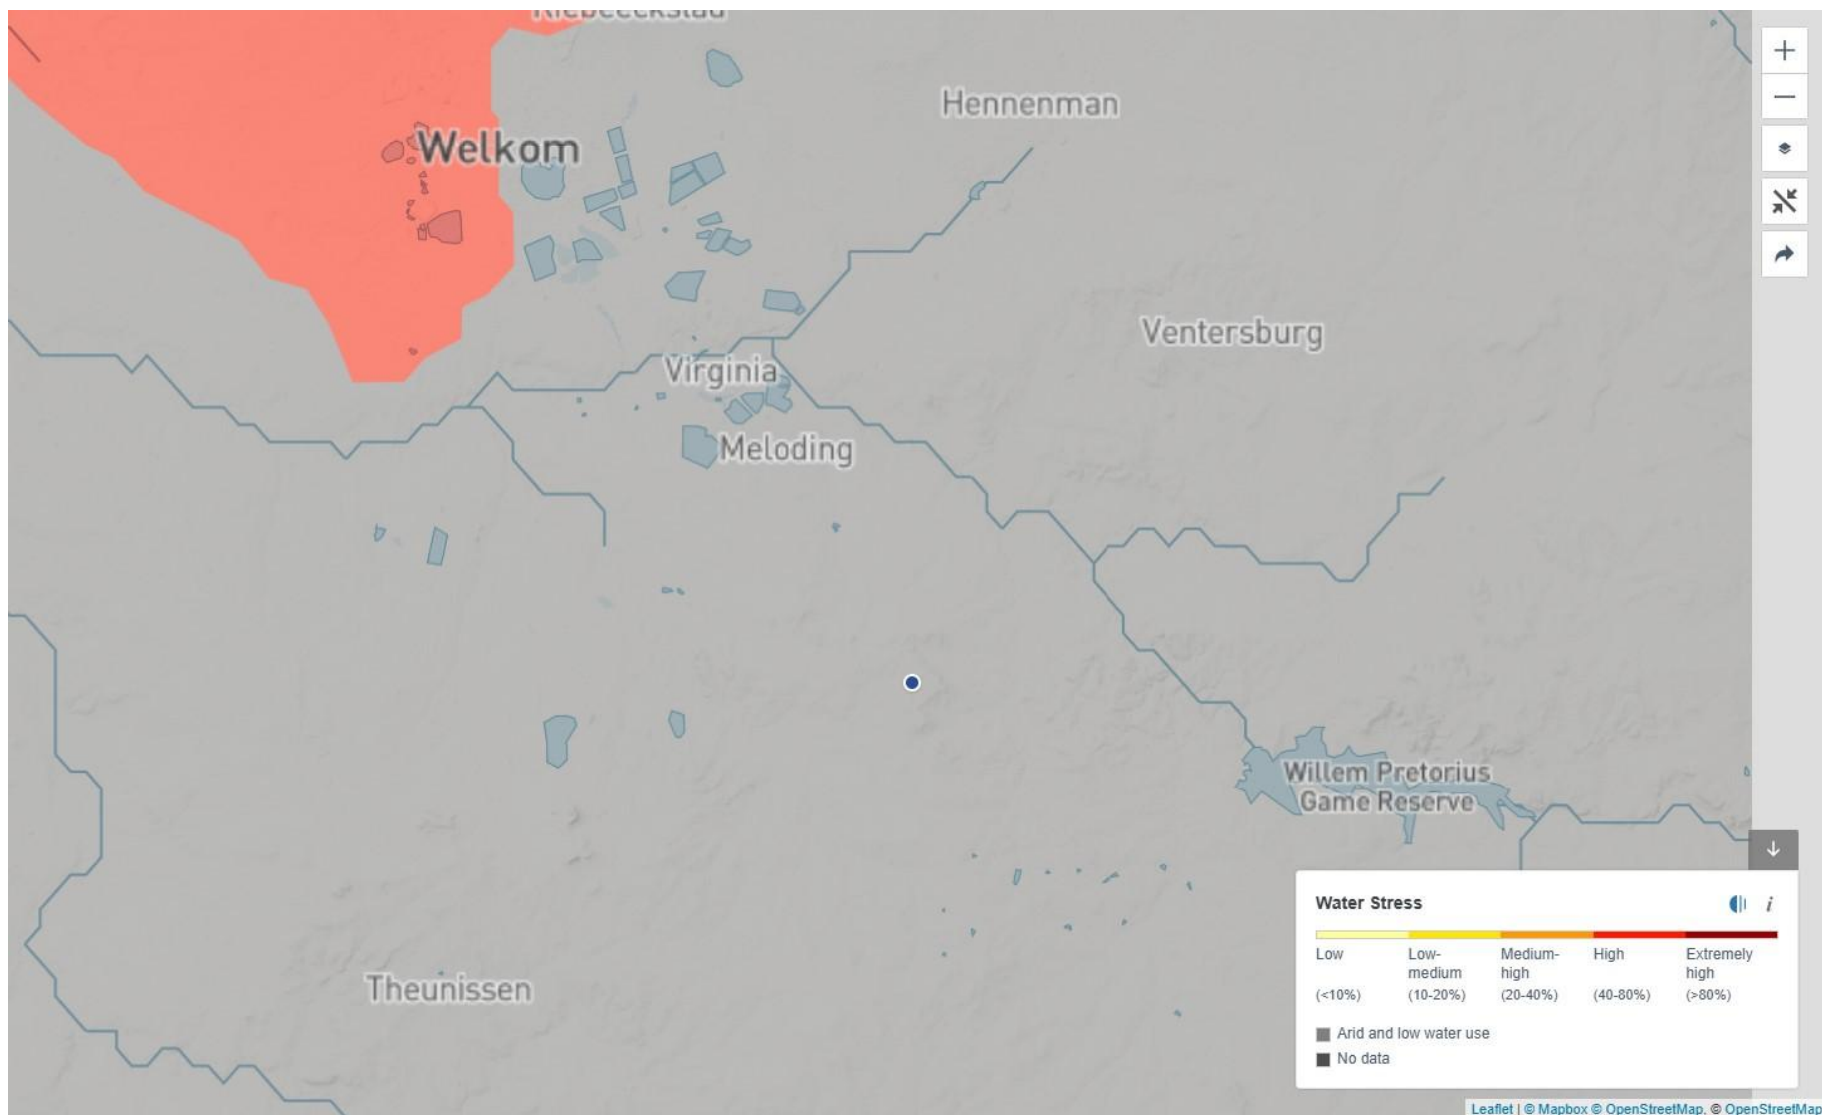 Riebeeckstad
Hennenman
Welkom
Ventersburg
Virginia
Meloding
Willem Pretorius
Game Reserve
Theunissen
Water Stress
Low
Low-
medium
Medium-
high
High
Extremely
high
(<10%)
(10-20%)
(20-40%)
(40-80%)
(>80%)
Arid and low water use
No data
Leaflet | © Mapbox © OpenStreetMap, © OpenStreetMap